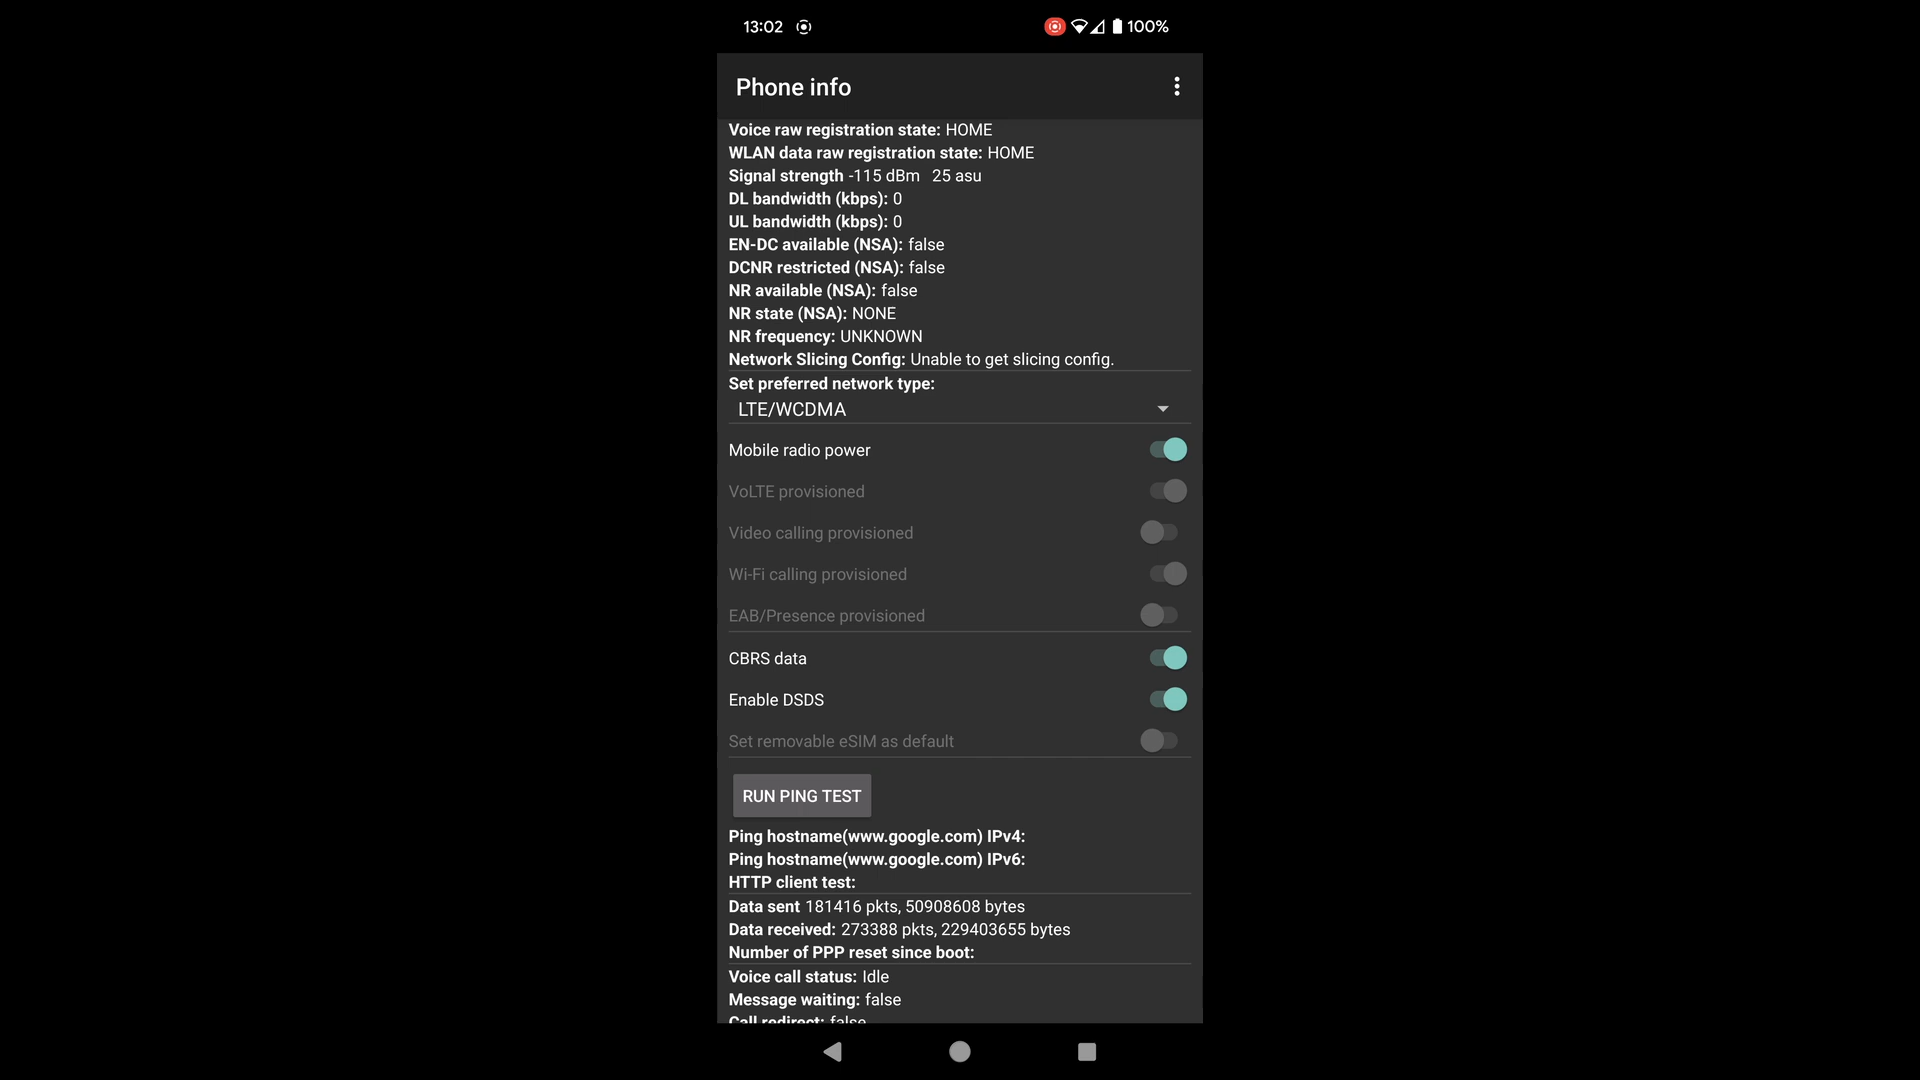 13:02
100%
Phone info
Voice raw registration state: HOME
WLAN data raw registration state: HOME
Signal strength -115 dBm   25 asu
DL bandwidth (kbps): 0
UL bandwidth (kbps): 0
EN-DC available (NSA): false
DCNR restricted (NSA): false
NR available (NSA): false
NR state (NSA): NONE
NR frequency: UNKNOWN
Network Slicing Config: Unable to get slicing config.
Set preferred network type:
LTE/WCDMA
Mobile radio power
VoLTE provisioned
Video calling provisioned
Wi-Fi calling provisioned
EAB/Presence provisioned
CBRS data
Enable DSDS
Set removable eSIM as default
RUN PING TEST
Ping hostname(www.google.com) IPv4:
Ping hostname(www.google.com) IPv6:
HTTP client test:
Data sent 181416 pkts, 50908608 bytes
Data received: 273388 pkts, 229403655 bytes
Number of PPP reset since boot:
Voice call status: Idle
Message waiting: false
Call redirect: false